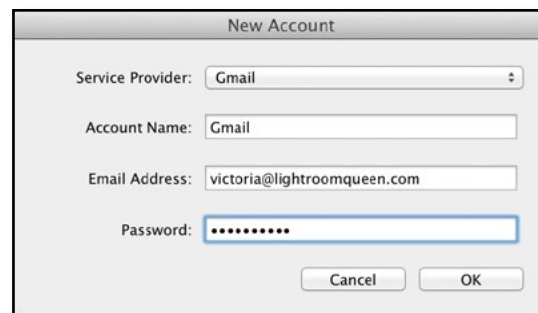 New Account
Service Provider: Gmail
Account Name: Gmail
Email Address: victoria@lightroomqueen.com
Password: ••••••••••
Cancel OK